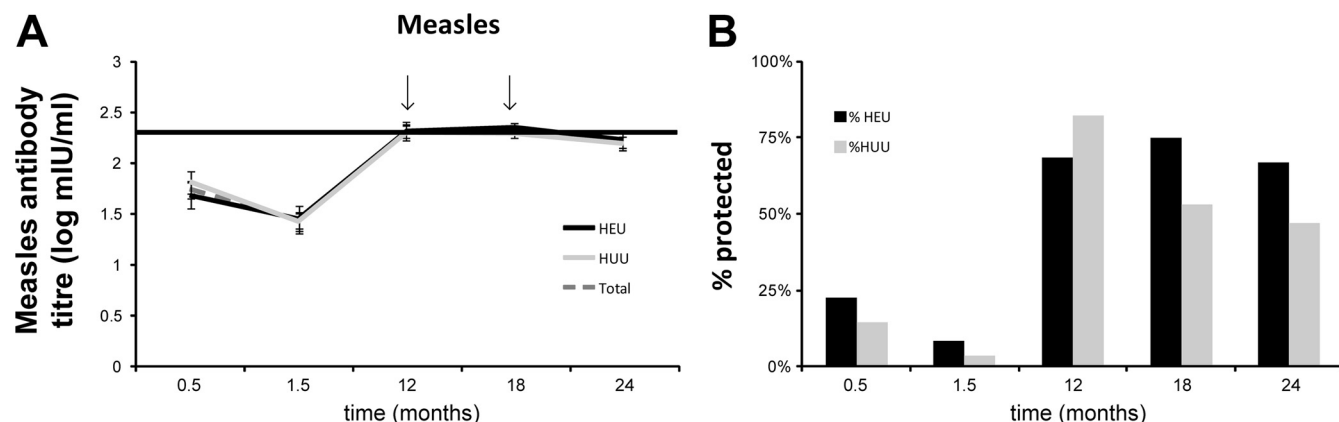 A
Measles
Measles antibody
titre (log mIU/ml)
3
2.5
2
1.5
1
0.5
0
HEU
HUU
Total
0.5 1.5 12 18 24
time (months)
B
% protected
100%
75%
50%
25%
0%
% HEU
%HUU
0.5 1.5 12 18 24
time (months)